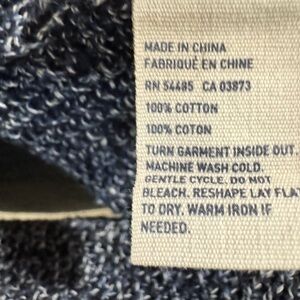 MADE IN CHINA
FABRIQUÉ EN CHINE
RN 54485 CA 03873
100% COTTON
100% COTON
TURN GARMENT INSIDE OUT.
MACHINE WASH COLD.
GENTLE CYCLE. DO NOT
BLEACH. RESHAPE LAY FLAT
TO DRY. WARM IRON IF
NEEDED.